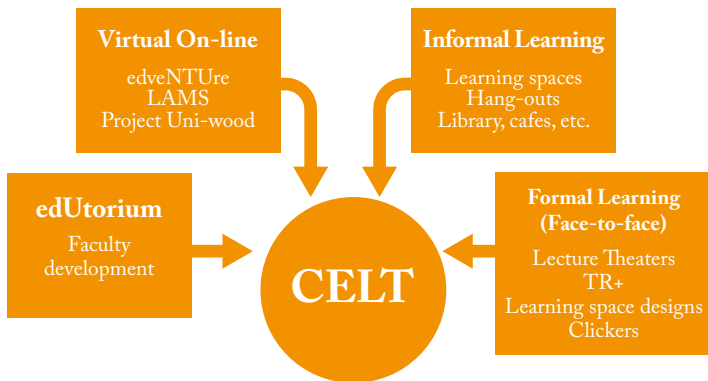 Virtual On-line
edveNTUre
LAMS
Project Uni-wood
Informal Learning
Learning spaces
Hang-outs
Library, cafes, etc.
edUtorium
Faculty
development
CELT
Formal Learning
(Face-to-face)
Lecture Theaters
TR+
Learning space designs
Clickers